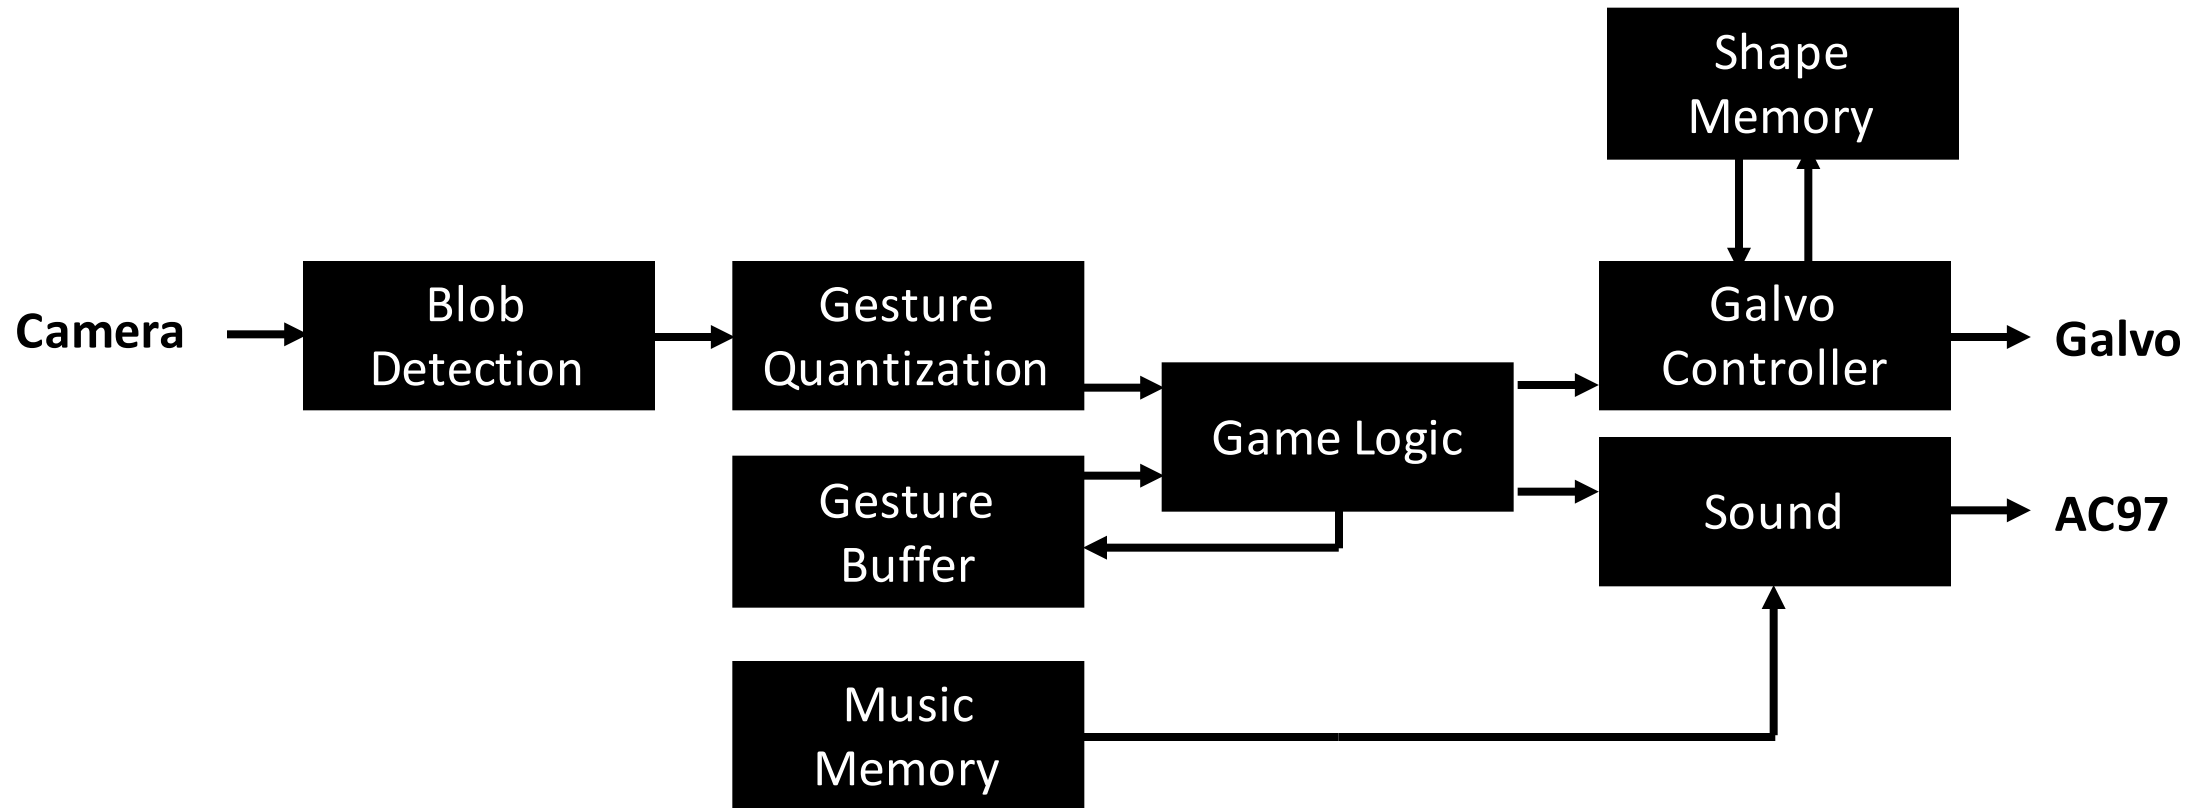 Shape
Memory
Camera
Blob
Detection
Gesture
Quantization
Galvo
Controller
Galvo
Game Logic
Gesture
Buffer
Sound
AC97
Music
Memory